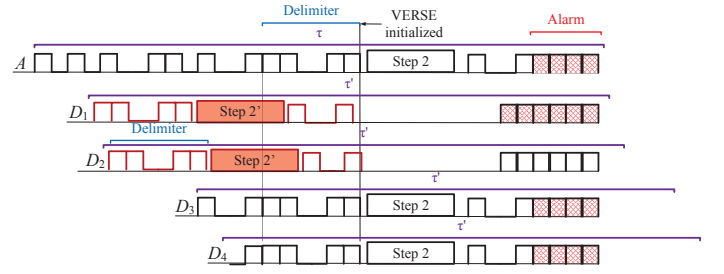 Delimiter
VERSE
initialized
Alarm
τ
A
Step 2
τ'
D1
Step 2'
τ'
Delimiter
D2
Step 2'
τ'
D3
Step 2
τ'
D4
Step 2